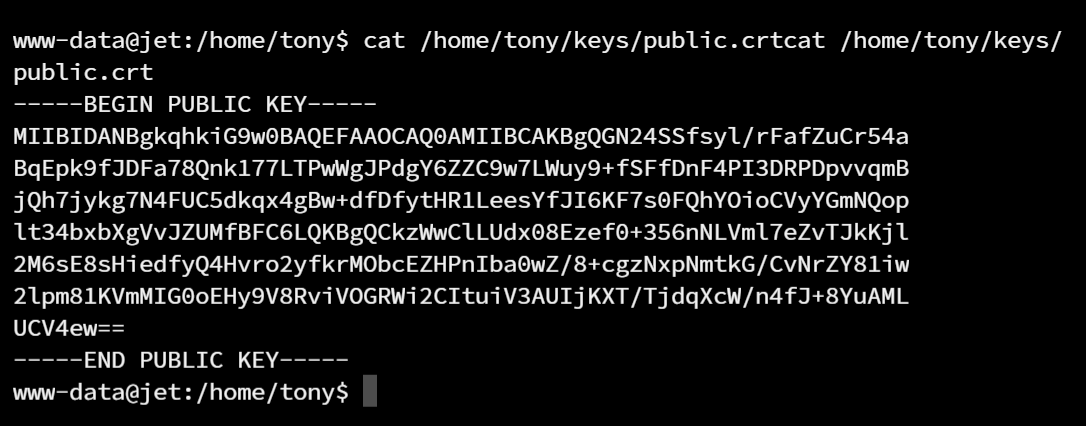 www-data@jet:/home/tony$ cat /home/tony/keys/public.crtcat /home/tony/keys/
public.crt
-----BEGIN PUBLIC KEY-----
MIIBIDANBgkqhkiG9w0BAQEFAAOCAQ0AMIIBCAKBgQGN24SSfsyl/rFafZuCr54a
BqEpk9fJDFa78Qnk177LTPwWgJPdgY6ZZC9w7LWuy9+fSFfDnF4PI3DRPDpvvqmB
jQh7jykg7N4FUC5dkqx4gBw+dfDfytHR1LeesYfJI6KF7s0FQhYOioCVyYGmNQop
lt34bxbXgVvJZUMfBFC6LQKBgQCkzWwClLUdx08Ezef0+356nNLVml7eZvTJkKjl
2M6sE8sHiedfyQ4Hvro2yfkrMObcEZHPnIba0wZ/8+cgzNxpNmtkG/CvNrZY81iw
2lpm81KVmMIG0oEHy9V8RviVOGRWi2CItuiV3AUIjKXT/TjdqXcW/n4fJ+8YuAML
UCV4ew==
-----END PUBLIC KEY-----
www-data@jet:/home/tony$